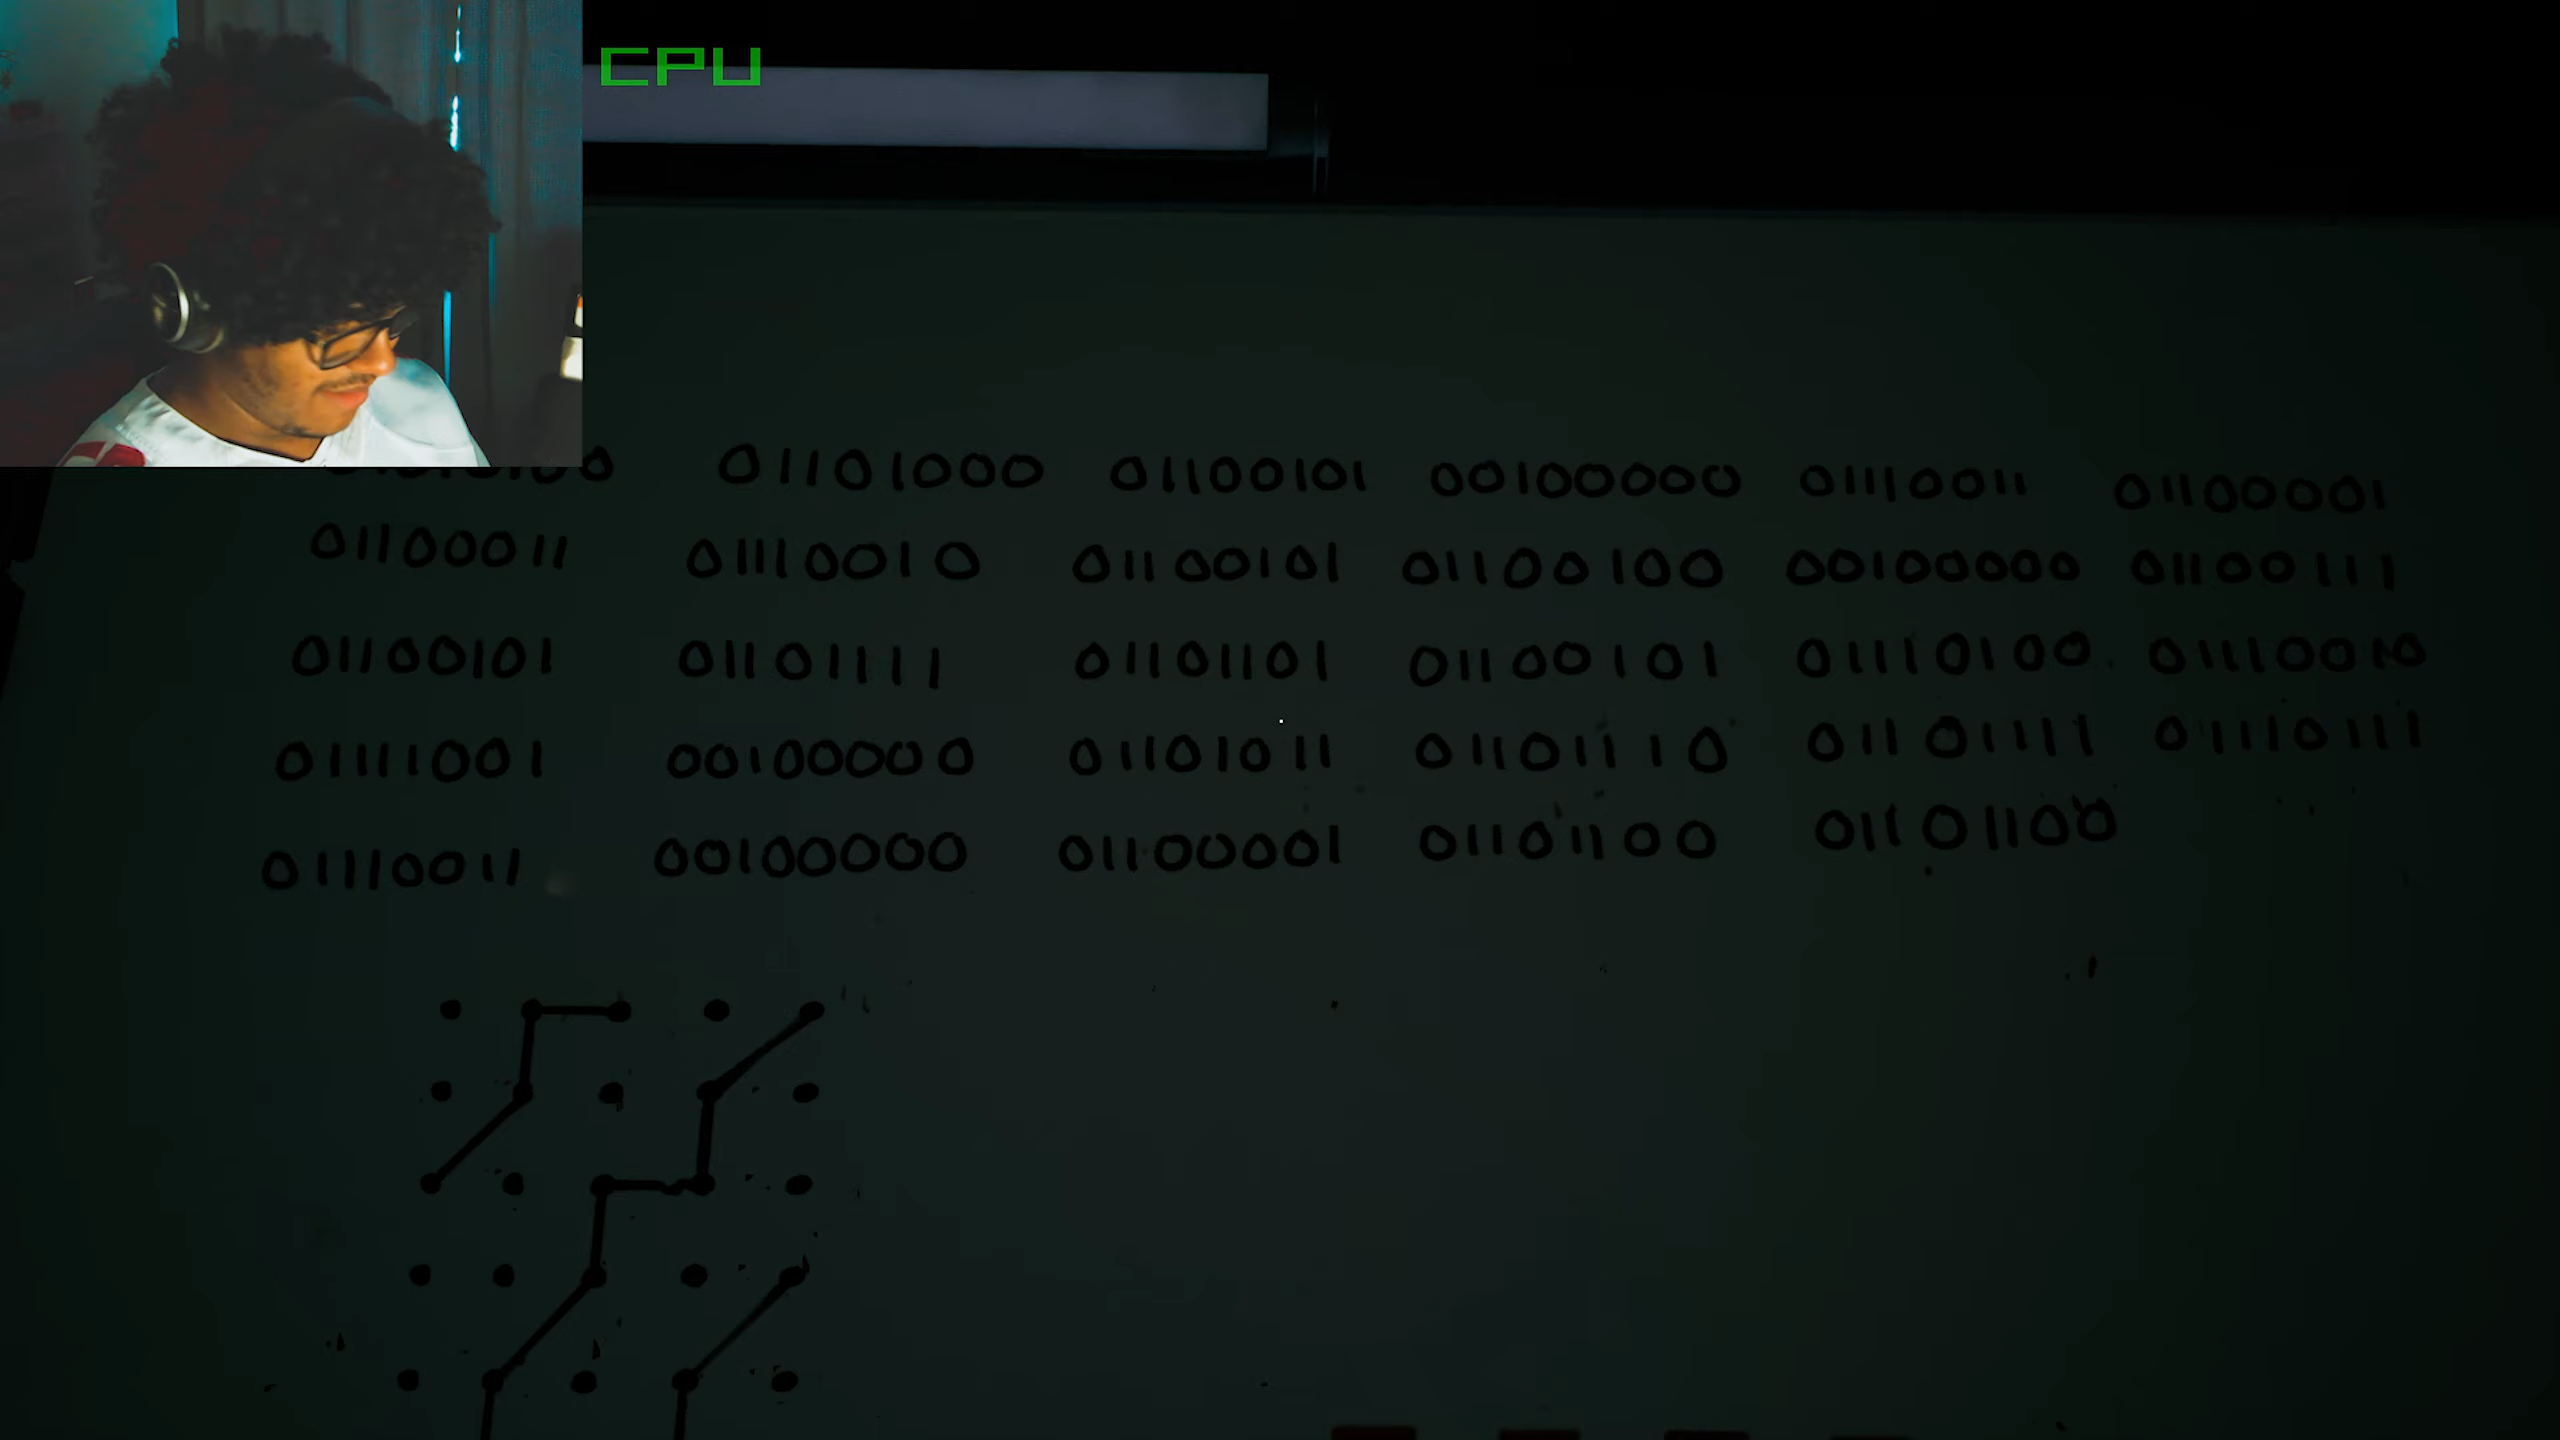 CPU
01101000 01100101 00100000 01110011 01100001
01100011 01110010 01100101 01100100 00100000 01100111
01100101 01101111 01101101 01100101 01110100 01110010
01111001 00100000 01101011 01101110 01101111 01110111
01110011 00100000 01100001 01101100 01101100